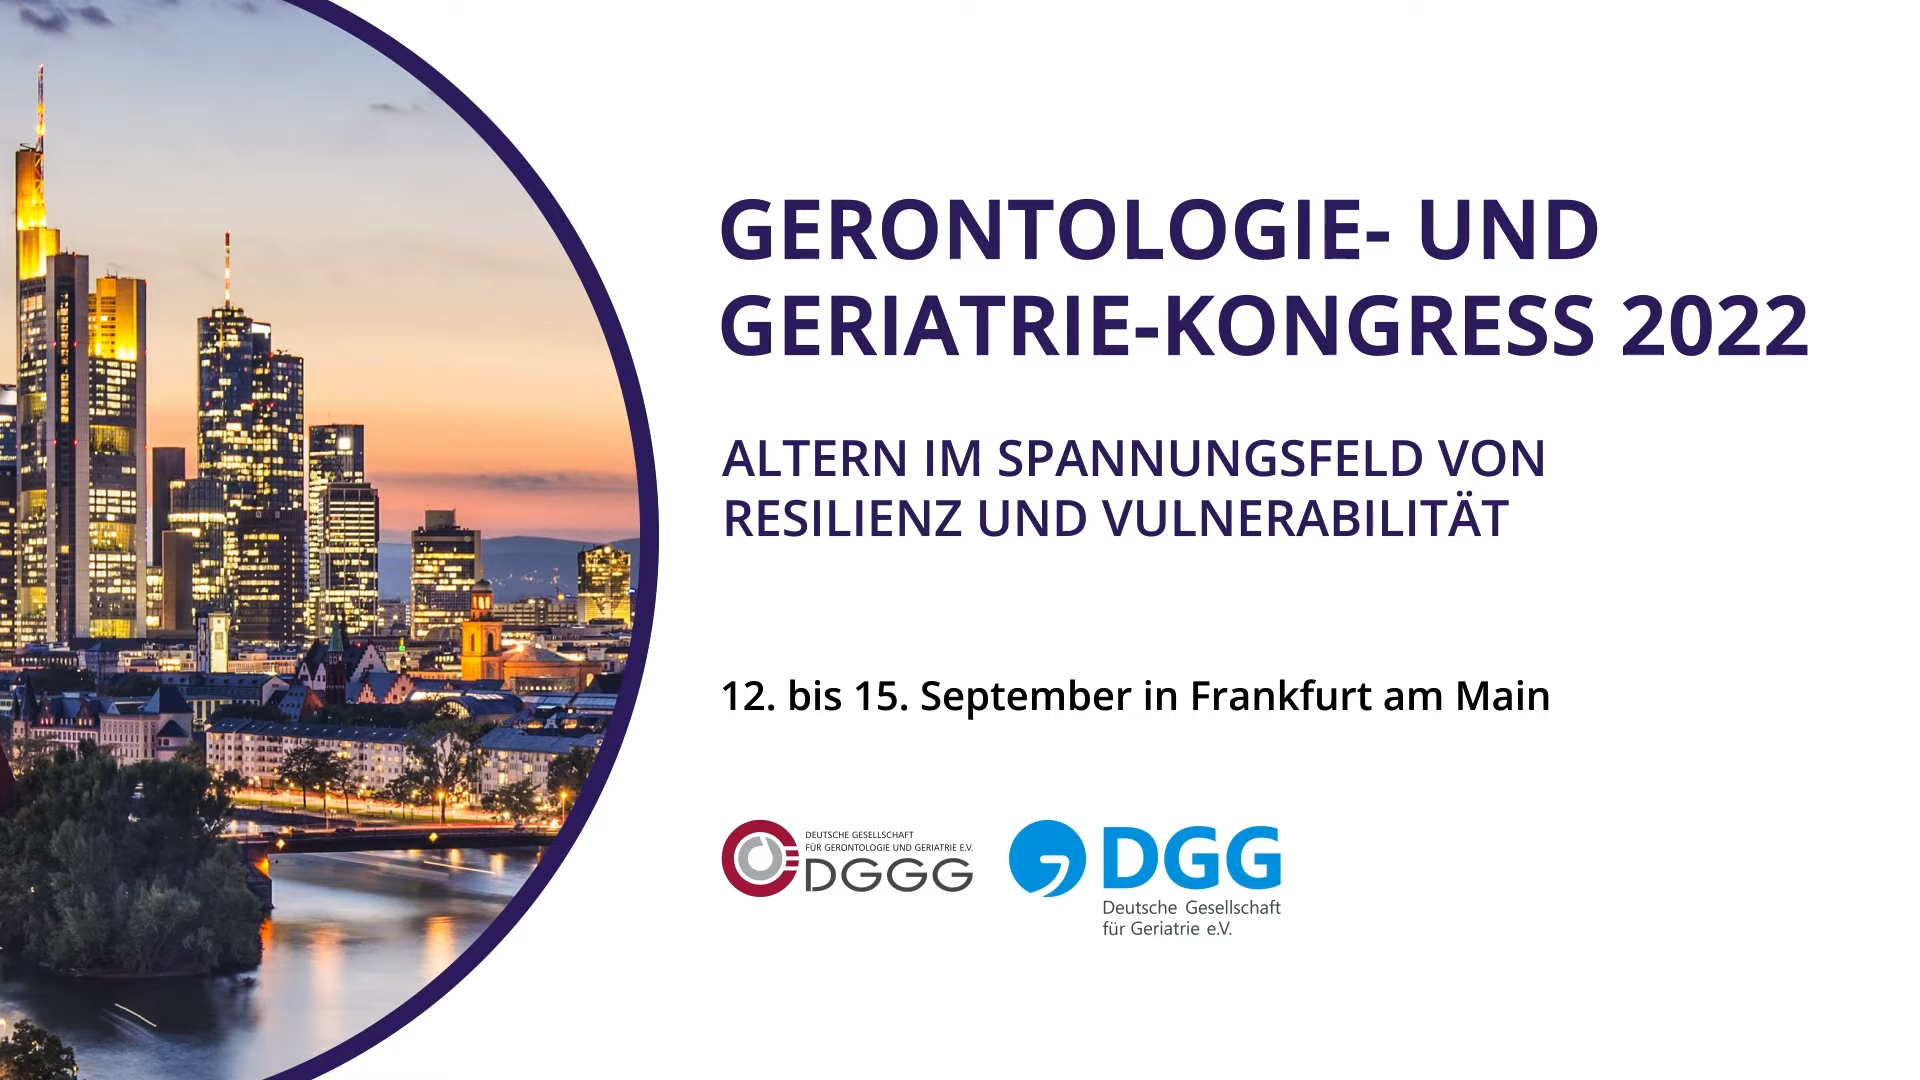 GERONTOLOGIE- UND
GERIATRIE-KONGRESS 2022
ALTERN IM SPANNUNGSFELD VON
RESILIENZ UND VULNERABILITÄT
12. bis 15. September in Frankfurt am Main
DEUTSCHE GESELLSCHAFT
FÜR GERONTOLOGIE UND GERIATRIE E.V.
DGGG
DGG
Deutsche Gesellschaft
für Geriatrie e.V.